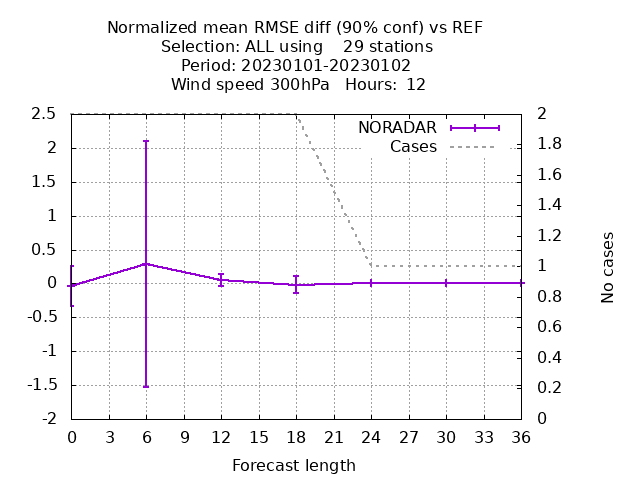 Normalized mean RMSE diff (90% conf) vs REF
Selection: ALL using    29 stations
Period: 20230101-20230102
Wind speed 300hPa   Hours: 12
NORADAR
Cases
2.5
2
1.5
1
0.5
0
-0.5
-1
-1.5
-2
2
1.8
1.6
1.4
1.2
1
0.8
0.6
0.4
0.2
0
No cases
0 3 6 9 12 15 18 21 24 27 30 33 36
Forecast length